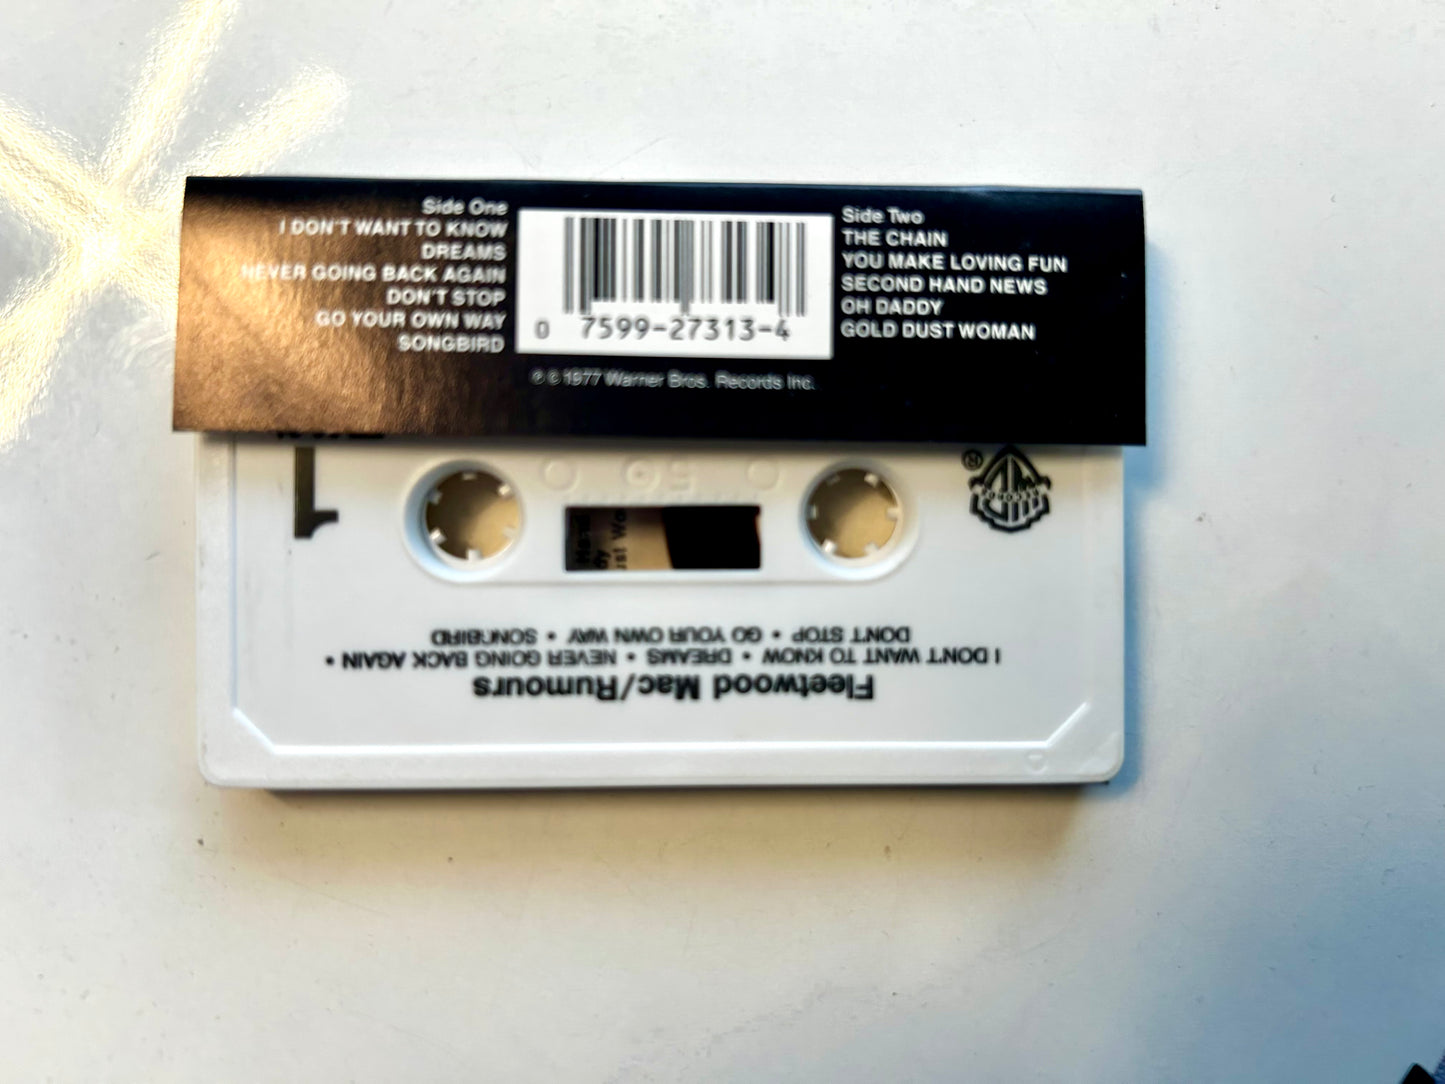 Side One
I DON'T WANT TO KNOW
DREAMS
NEVER GOING BACK AGAIN
DON'T STOP
GO YOUR OWN WAY
SONGBIRD
0 7599-27313-4
℗ © 1977 Warner Bros. Records Inc.
Side Two
THE CHAIN
YOU MAKE LOVING FUN
SECOND HAND NEWS
OH DADDY
GOLD DUST WOMAN
1
®
56
Fleetwood Mac/Rumours
I DON'T WANT TO KNOW • DREAMS • NEVER GOING BACK AGAIN •
DON'T STOP • GO YOUR OWN WAY • SONGBIRD